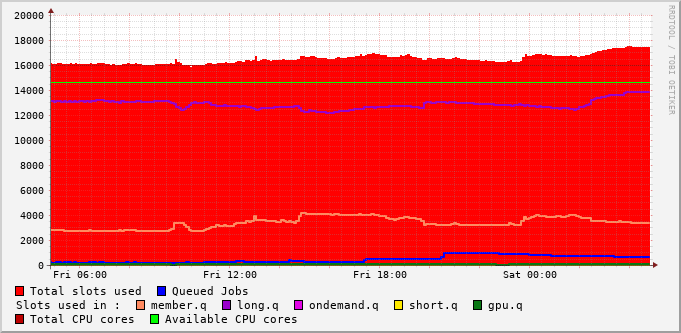 20000
18000
16000
14000
12000
10000
8000
6000
4000
2000
0
Fri 06:00 Fri 12:00 Fri 18:00 Sat 00:00
Total slots used Queued Jobs
Slots used in : member.q long.q ondemand.q short.q gpu.q
Total CPU cores Available CPU cores
RRDTOOL / TOBI OETIKER